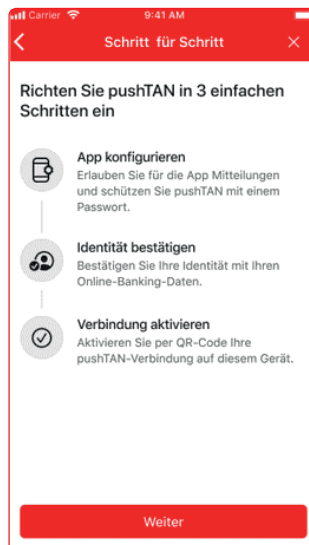 Carrier 9:41 AM
Schritt für Schritt
Richten Sie pushTAN in 3 einfachen
Schritten ein
App konfigurieren
Erlauben Sie für die App Mitteilungen
und schützen Sie pushTAN mit einem
Passwort.
Identität bestätigen
Bestätigen Sie Ihre Identität mit Ihren
Online-Banking-Daten.
Verbindung aktivieren
Aktivieren Sie per QR-Code Ihre
pushTAN-Verbindung auf diesem Gerät.
Weiter